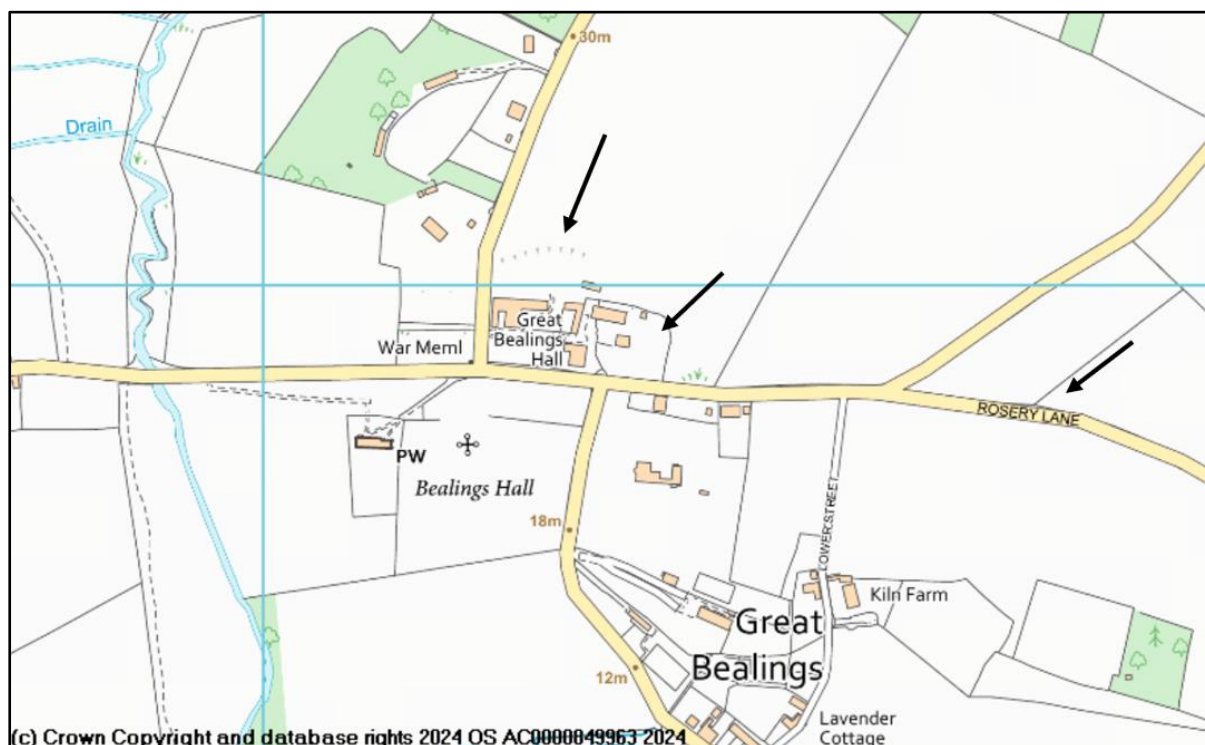 30m
Drain
War Meml
Great
Bealings
Hall
ROSERY LANE
PW
Bealings Hall
18m
LOWER STREET
Kiln Farm
Great
Bealings
12m
Lavender
Cottage
(c) Crown Copyright and database rights 2024 OS AC0000849963 2024